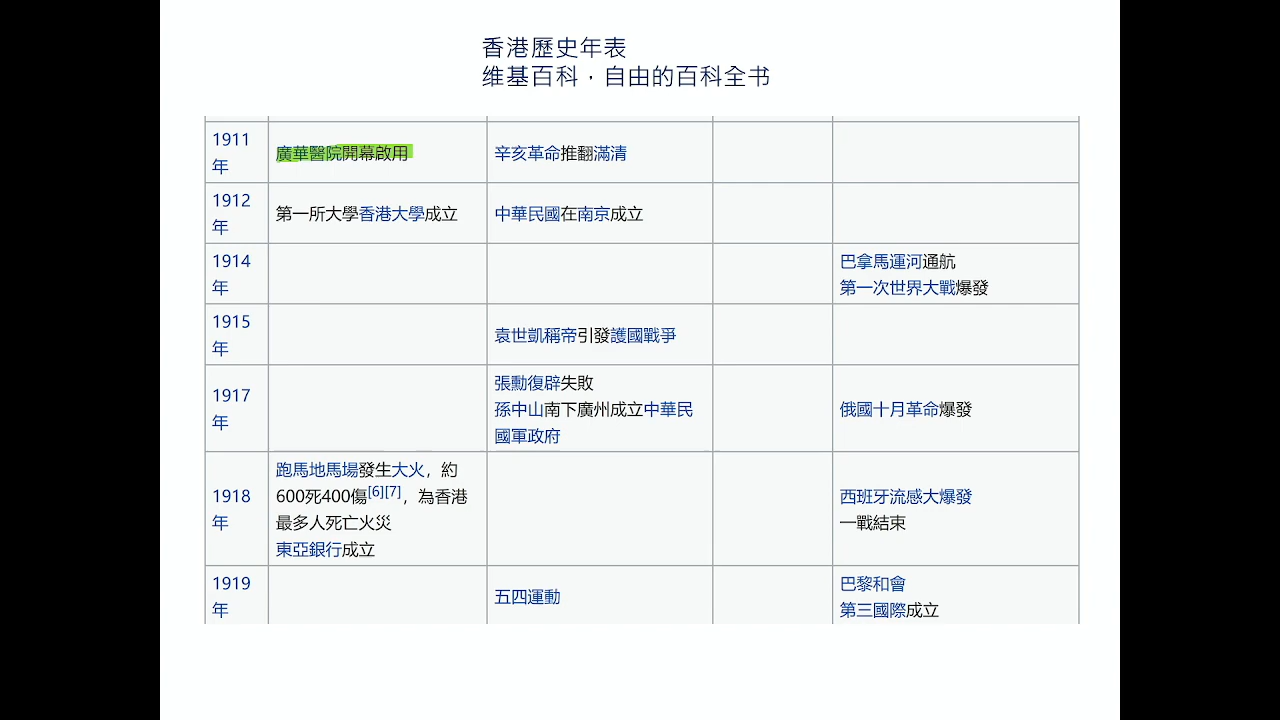 香港歷史年表
维基百科，自由的百科全书
1911
年
廣華醫院開幕啟用
辛亥革命推翻滿清
1912
年
第一所大學香港大學成立
中華民國在南京成立
1914
年
巴拿馬運河通航
第一次世界大戰爆發
1915
年
袁世凱稱帝引發護國戰爭
1917
年
張勳復辟失敗
孫中山南下廣州成立中華民
國軍政府
俄國十月革命爆發
1918
年
跑馬地馬場發生大火，約
600死400傷[6][7]，為香港
最多人死亡火災
東亞銀行成立
西班牙流感大爆發
一戰結束
1919
年
五四運動
巴黎和會
第三國際成立